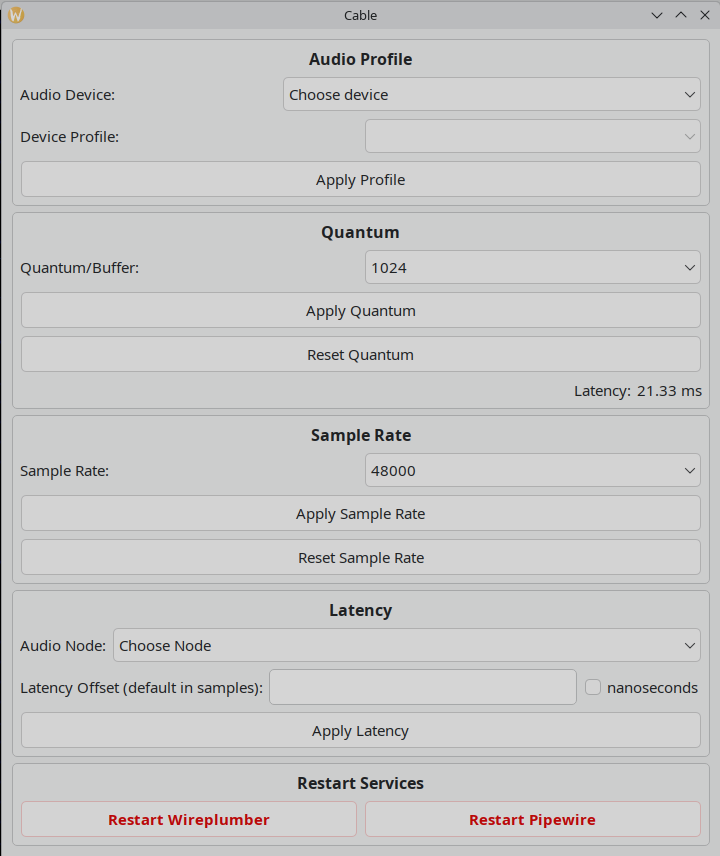 W Cable
Audio Profile
Audio Device: Choose device
Device Profile:
Apply Profile
Quantum
Quantum/Buffer: 1024
Apply Quantum
Reset Quantum
Latency: 21.33 ms
Sample Rate
Sample Rate: 48000
Apply Sample Rate
Reset Sample Rate
Latency
Audio Node: Choose Node
Latency Offset (default in samples): nanoseconds
Apply Latency
Restart Services
Restart Wireplumber Restart Pipewire